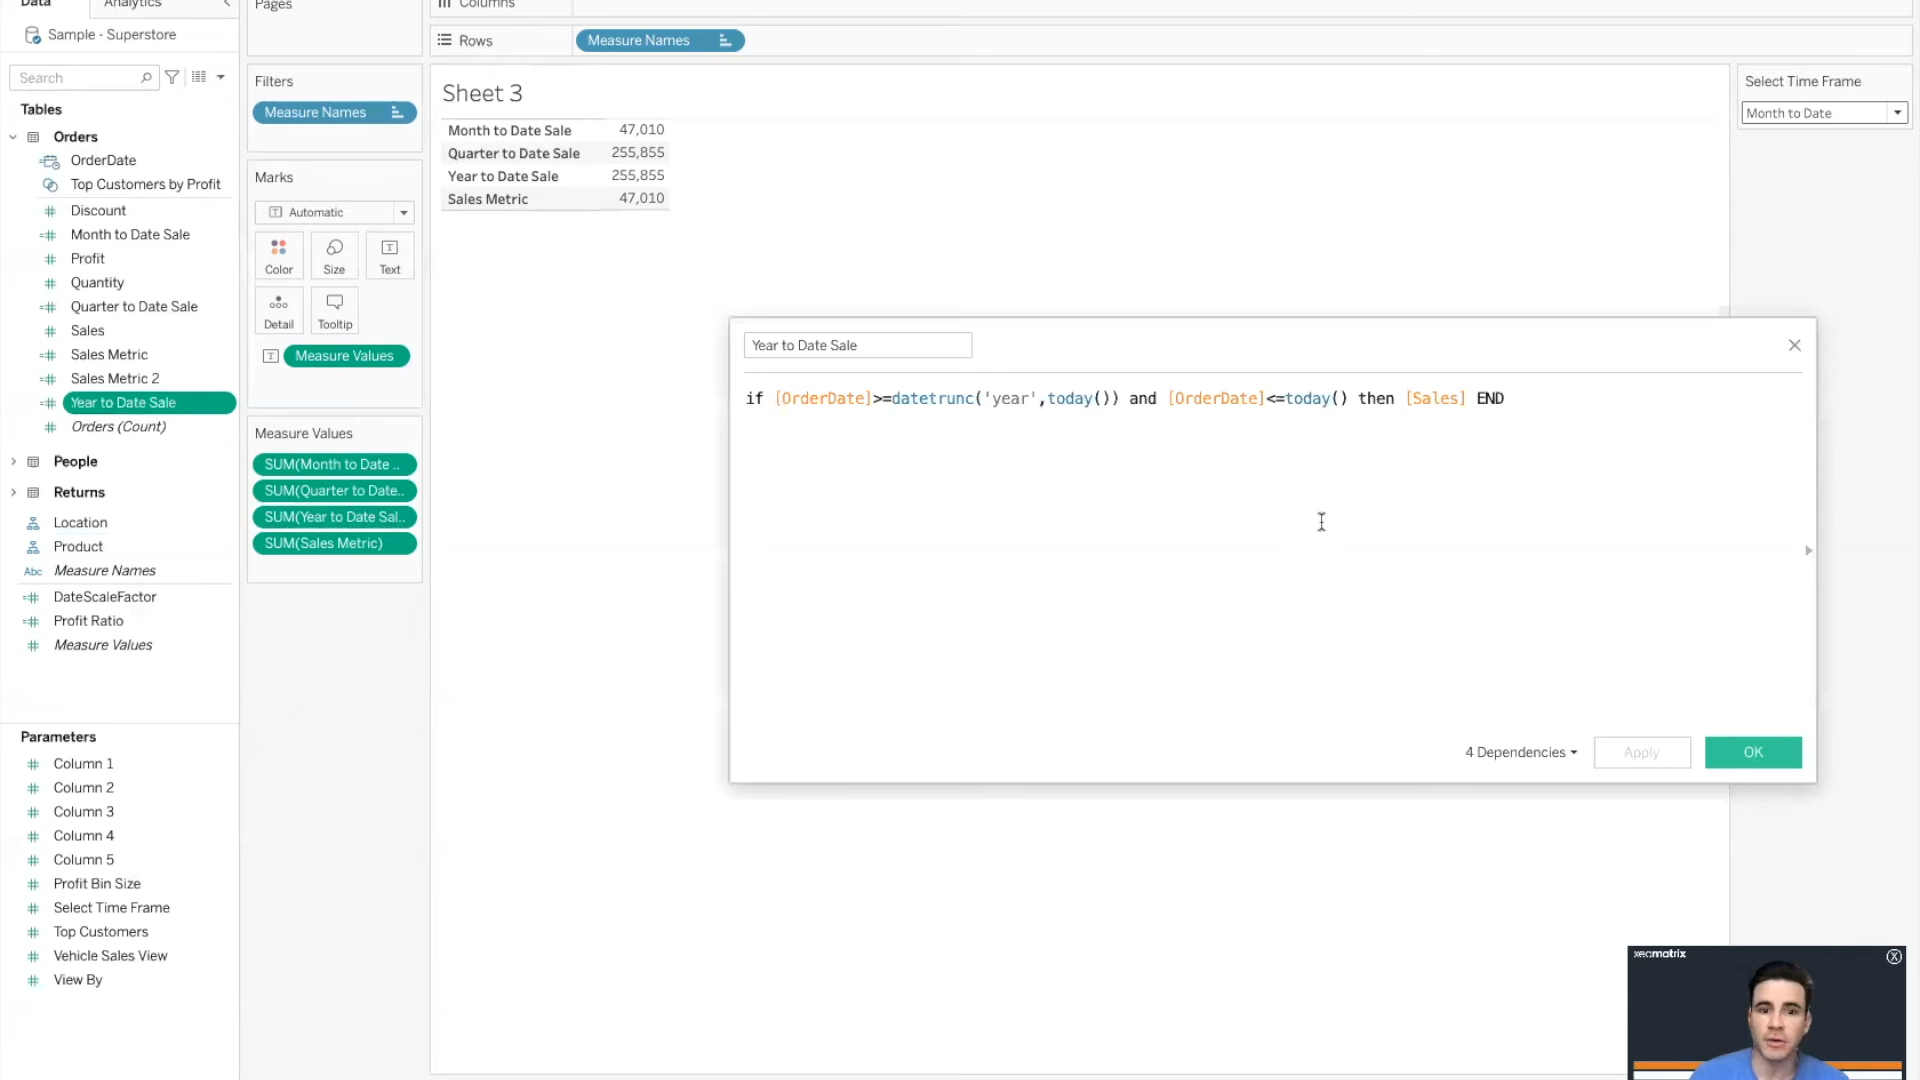 Data
Analytics
Pages
Columns
Sample - Superstore
Rows
Measure Names
Search
Filters
Measure Names
Sheet 3
Select Time Frame
Month to Date
Tables
Orders
OrderDate
Top Customers by Profit
Discount
Month to Date Sale
Profit
Quantity
Quarter to Date Sale
Sales
Sales Metric
Sales Metric 2
Year to Date Sale
Orders (Count)
People
Returns
Location
Product
Abc Measure Names
DateScaleFactor
Profit Ratio
Measure Values
Parameters
Column 1
Column 2
Column 3
Column 4
Column 5
Profit Bin Size
Select Time Frame
Top Customers
Vehicle Sales View
View By
Marks
Automatic
Color
Size
Text
Detail
Tooltip
Measure Values
Measure Values
SUM(Month to Date ..
SUM(Quarter to Date..
SUM(Year to Date Sal..
SUM(Sales Metric)
Month to Date Sale 47,010
Quarter to Date Sale 255,855
Year to Date Sale 255,855
Sales Metric 47,010
Year to Date Sale
if [OrderDate]>=datetrunc('year',today()) and [OrderDate]<=today() then [Sales] END
4 Dependencies
Apply
OK
xeomatrix